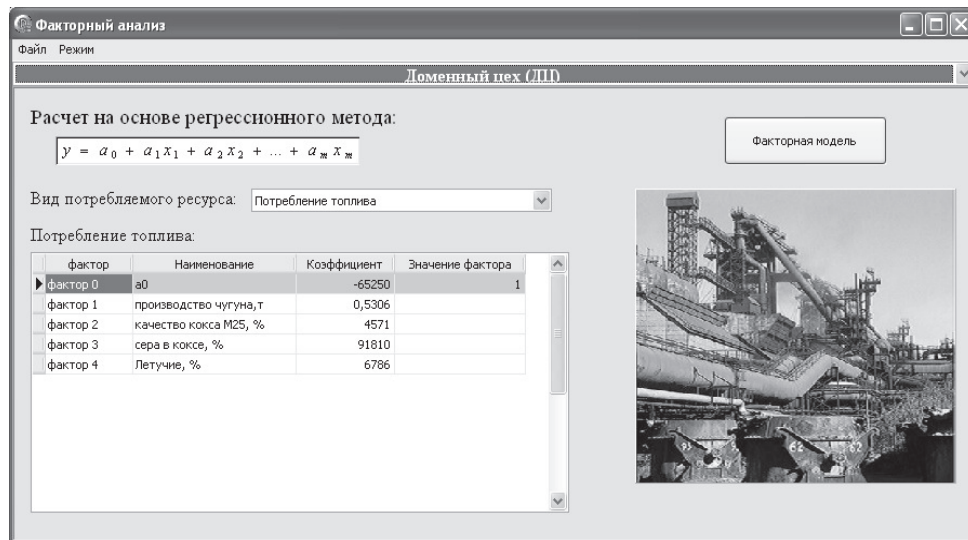 Факторный анализ
Файл Режим
Доменный цех (ДЦ)
Расчет на основе регрессионного метода:
y = a₀ + a₁x₁ + a₂x₂ + ... + aₘxₘ
Факторная модель
Вид потребляемого ресурса: Потребление топлива
Потребление топлива:
фактор Наименование Коэффициент Значение фактора
фактор 0 a0 -65250 1
фактор 1 производство чугуна,т 0,5306
фактор 2 качество кокса М25, % 4571
фактор 3 сера в коксе, % 91810
фактор 4 Летучие, % 6786
62 62